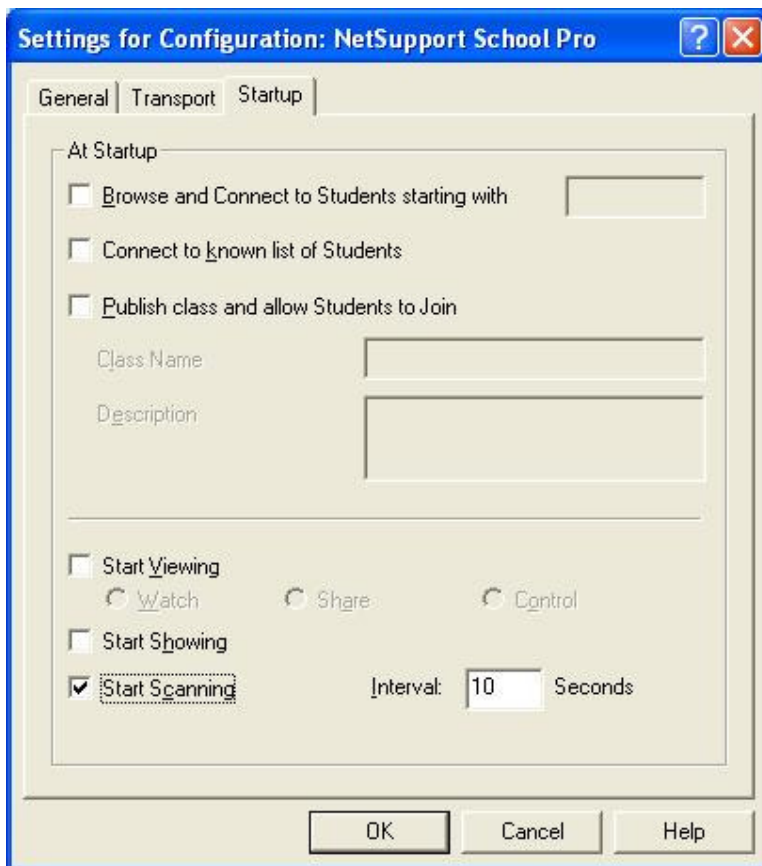 Settings for Configuration: NetSupport School Pro
General Transport Startup
At Startup
Browse and Connect to Students starting with
Connect to known list of Students
Publish class and allow Students to Join
Class Name
Description
Start Viewing
Watch Share Control
Start Showing
Start Scanning Interval: 10 Seconds
OK Cancel Help